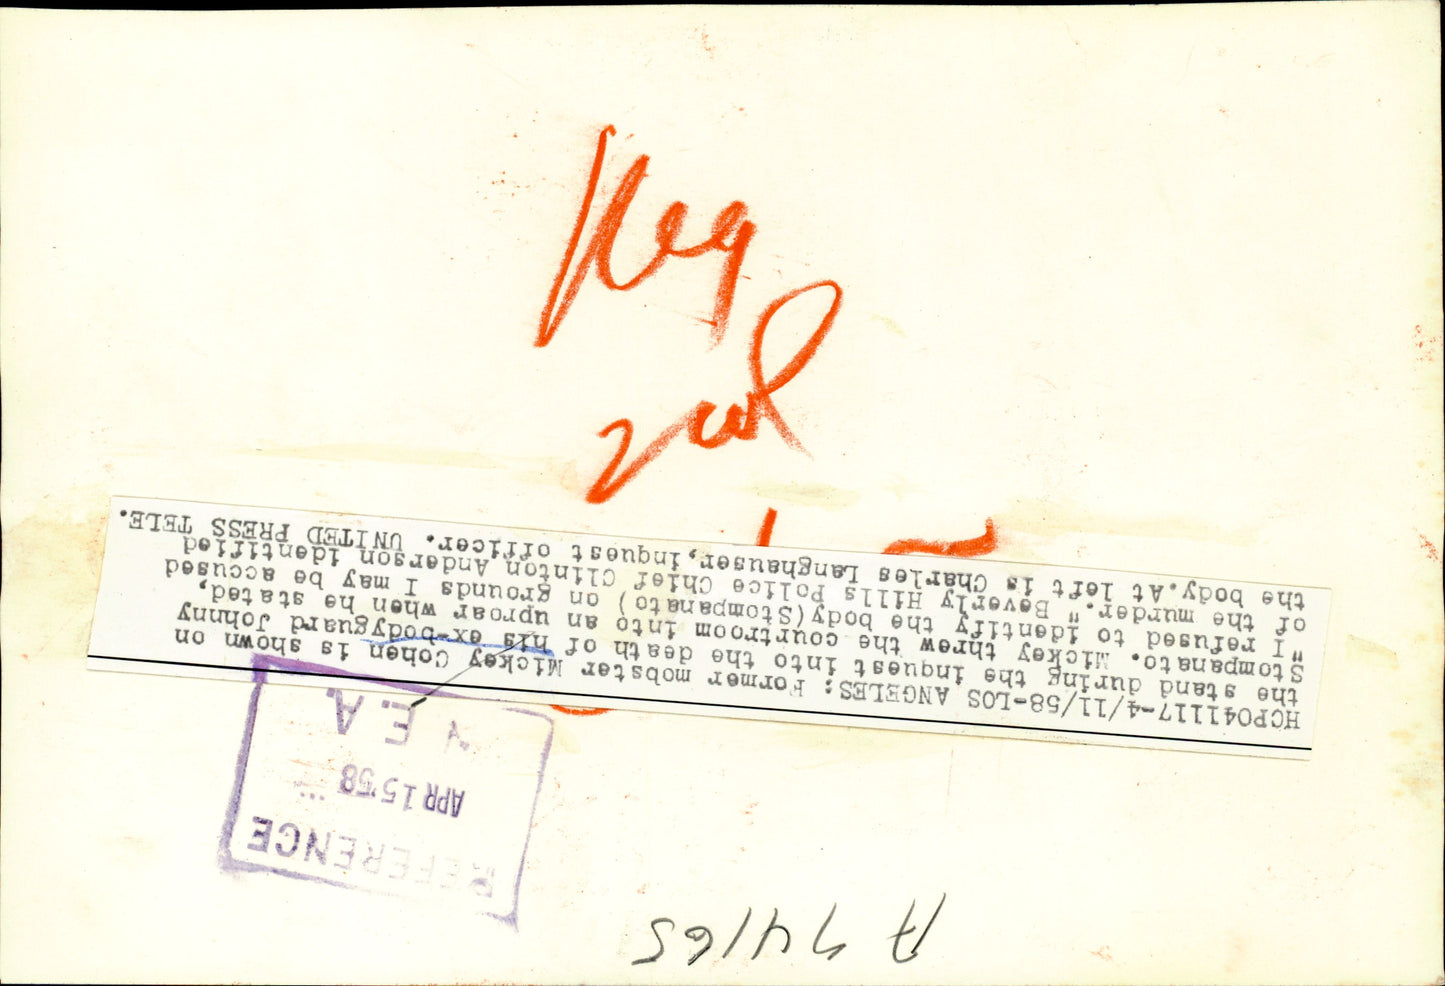 HCP041117-4/11/58-LOS ANGELES: Former mobster Mickey Cohen is shown on
the stand during the inquest into the death of his ex-bodyguard Johnny
Stompanato. Mickey threw the courtroom into an uproar when he stated,
"I refused to identify the body(Stompanato) on grounds I may be accused
of the murder." Beverly Hills Police Chief Clinton Anderson identified
the body.At left is Charles Langhauser,inquest officer. UNITED PRESS TELE.
REFERENCE
APR 15'58
N E.A.